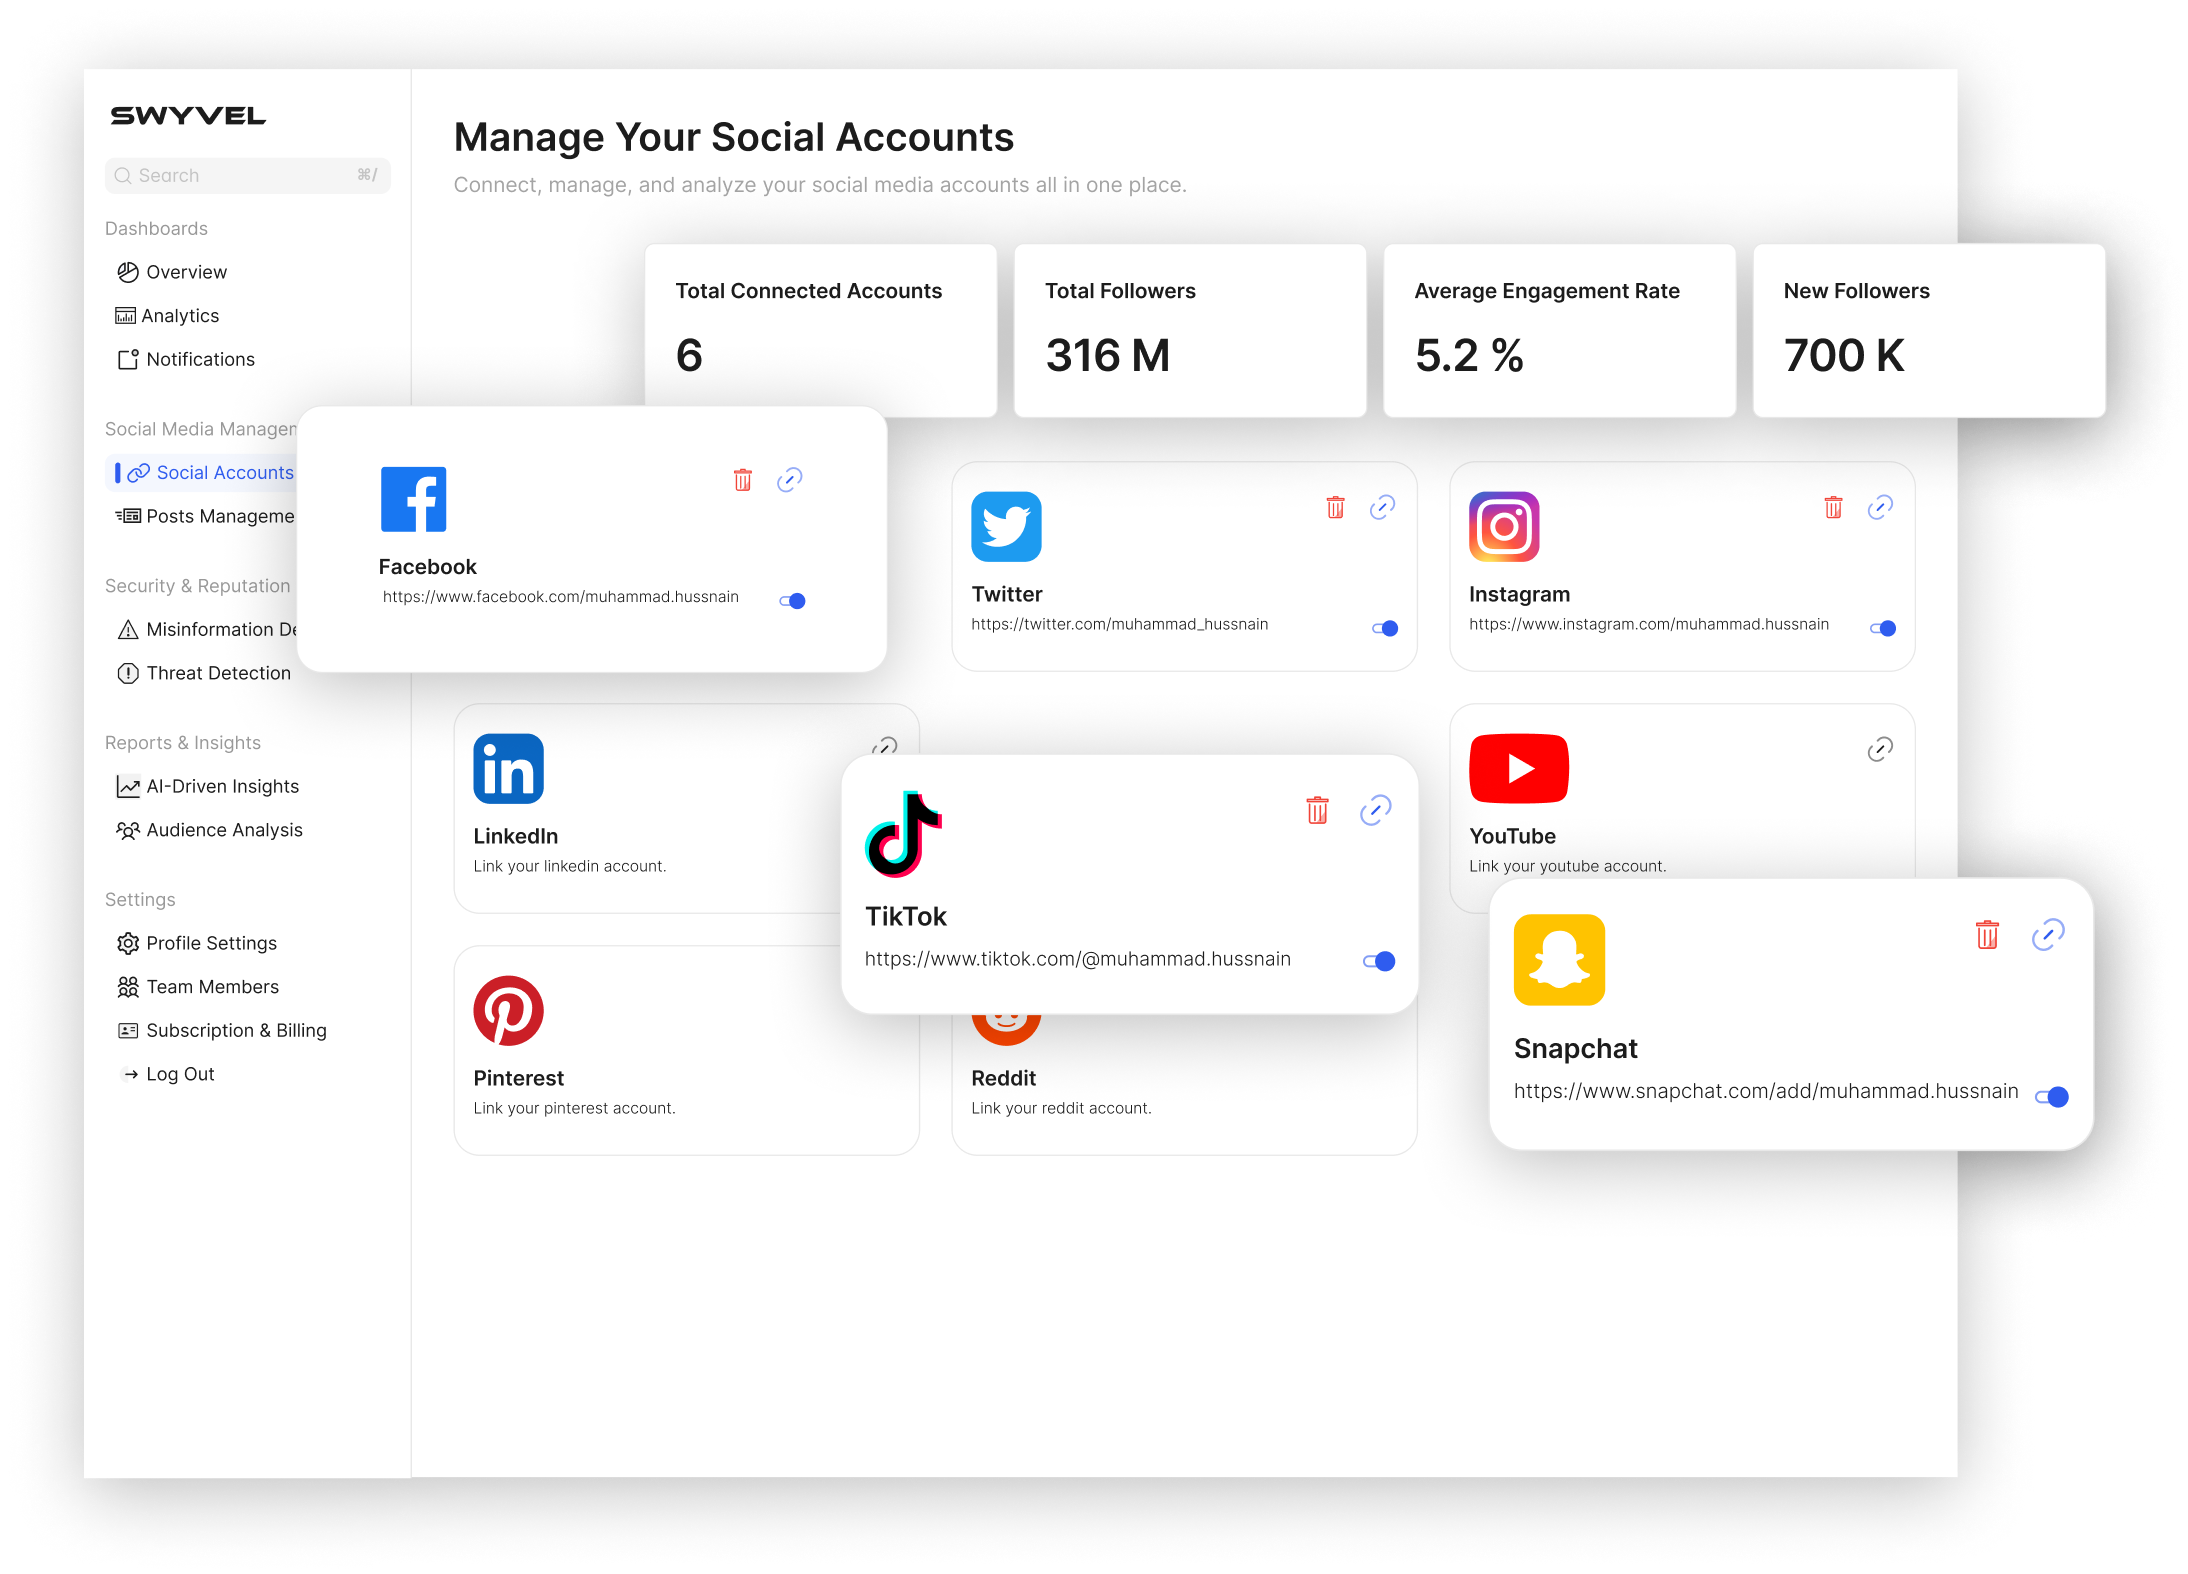 SWYVEL
Search
⌘/
Dashboards
Overview
Analytics
Notifications
Social Media Managem
Social Accounts
Posts Manageme
Security & Reputation
Misinformation De
Threat Detection
Reports & Insights
AI-Driven Insights
Audience Analysis
Settings
Profile Settings
Team Members
Subscription & Billing
Log Out
Manage Your Social Accounts
Connect, manage, and analyze your social media accounts all in one place.
Total Connected Accounts
6
Total Followers
316 M
Average Engagement Rate
5.2 %
New Followers
700 K
Facebook
https://www.facebook.com/muhammad.hussnain
Twitter
https://twitter.com/muhammad_hussnain
Instagram
https://www.instagram.com/muhammad.hussnain
LinkedIn
Link your linkedin account.
TikTok
https://www.tiktok.com/@muhammad.hussnain
YouTube
Link your youtube account.
Pinterest
Link your pinterest account.
Reddit
Link your reddit account.
Snapchat
https://www.snapchat.com/add/muhammad.hussnain